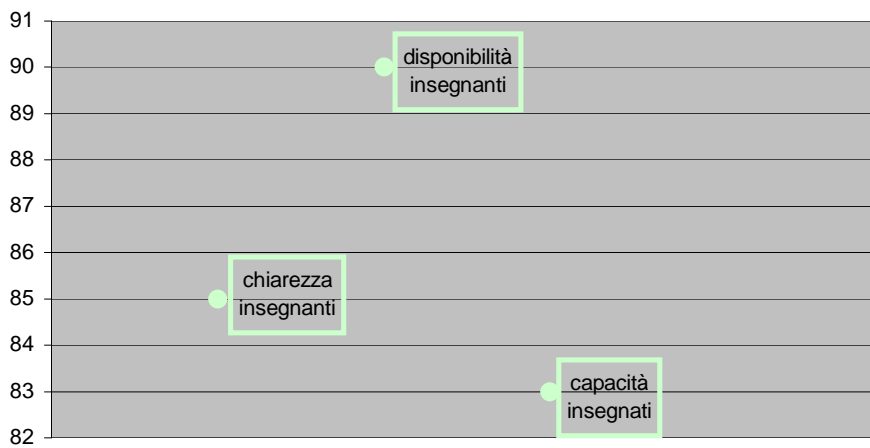 91
90
89
88
87
86
85
84
83
82
disponibilità
insegnanti
chiarezza
insegnanti
capacità
insegnati